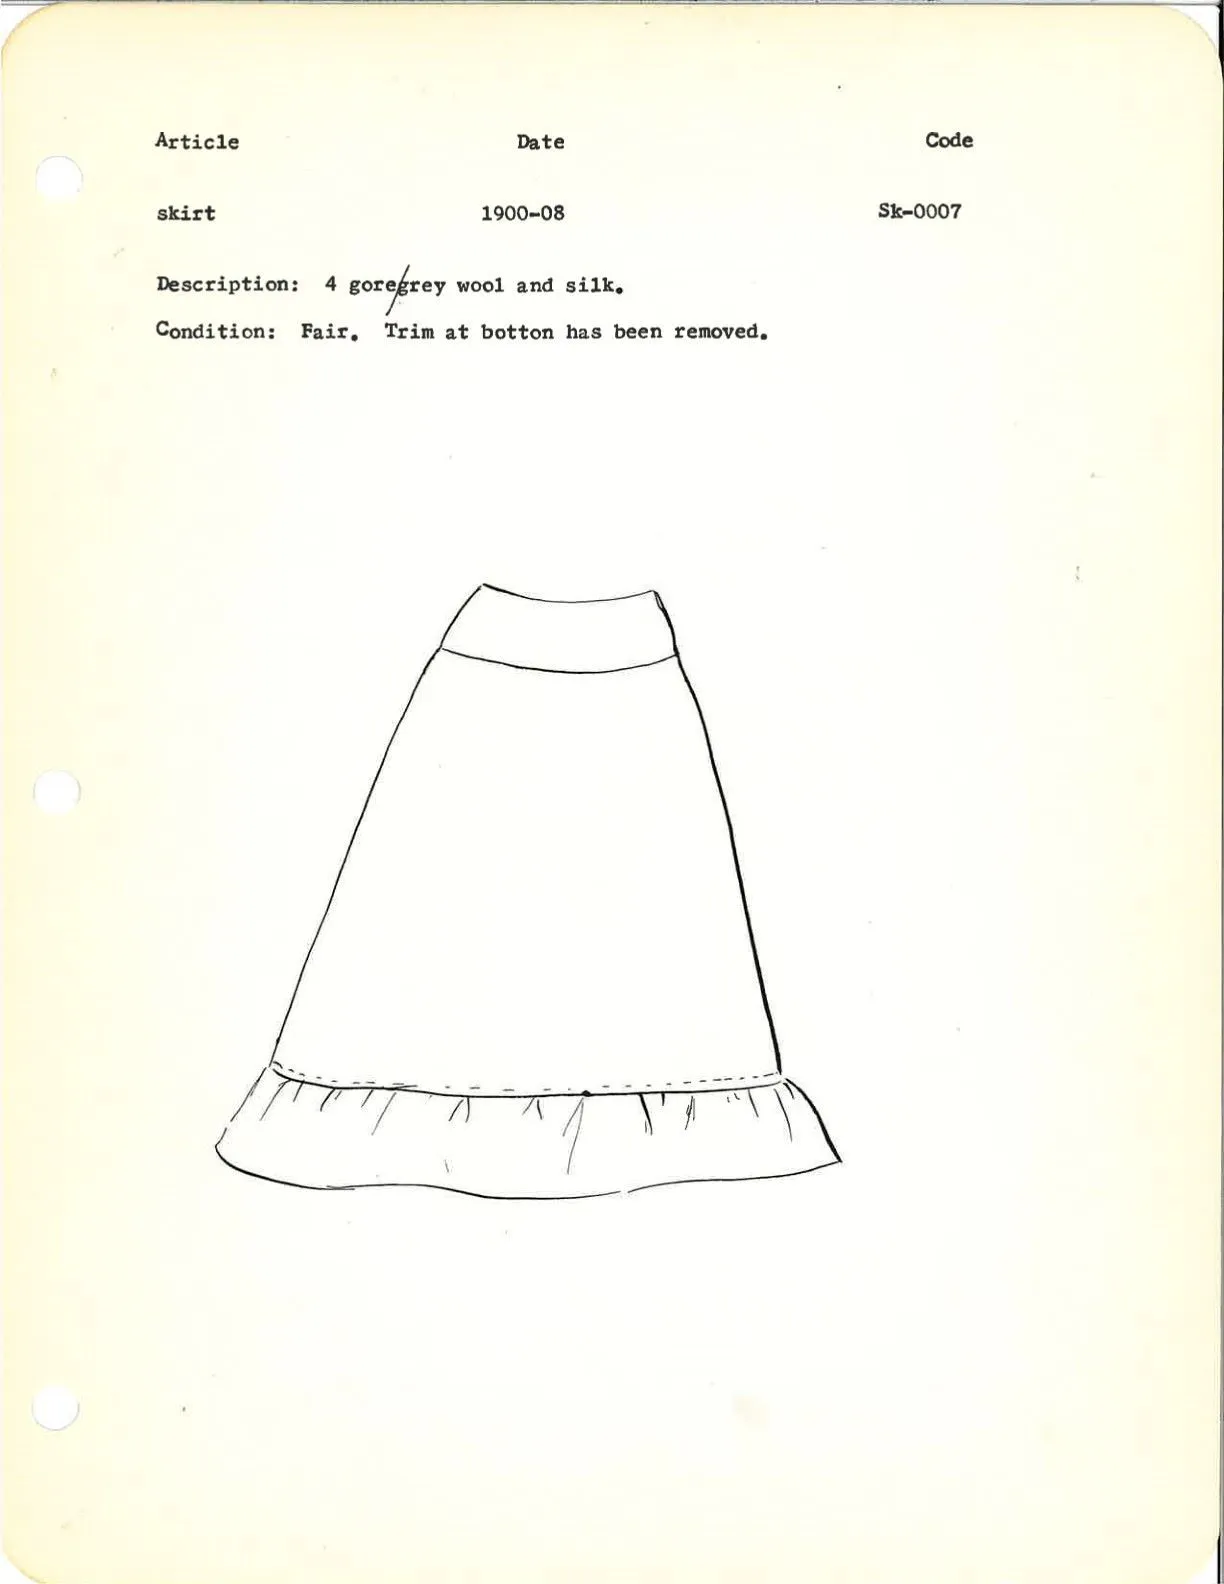 Article Date Code
skirt 1900-08 Sk-0007
Description: 4 gore/grey wool and silk.
Condition: Fair. Trim at botton has been removed.